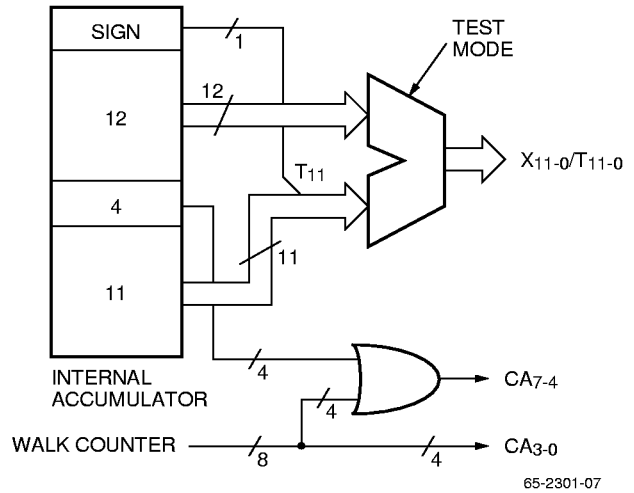 SIGN
1
TEST
MODE
12
12
X11-0/T11-0
T11
4
11
11
4
CA7-4
INTERNAL
ACCUMULATOR
4
WALK COUNTER
8
4
CA3-0
65-2301-07